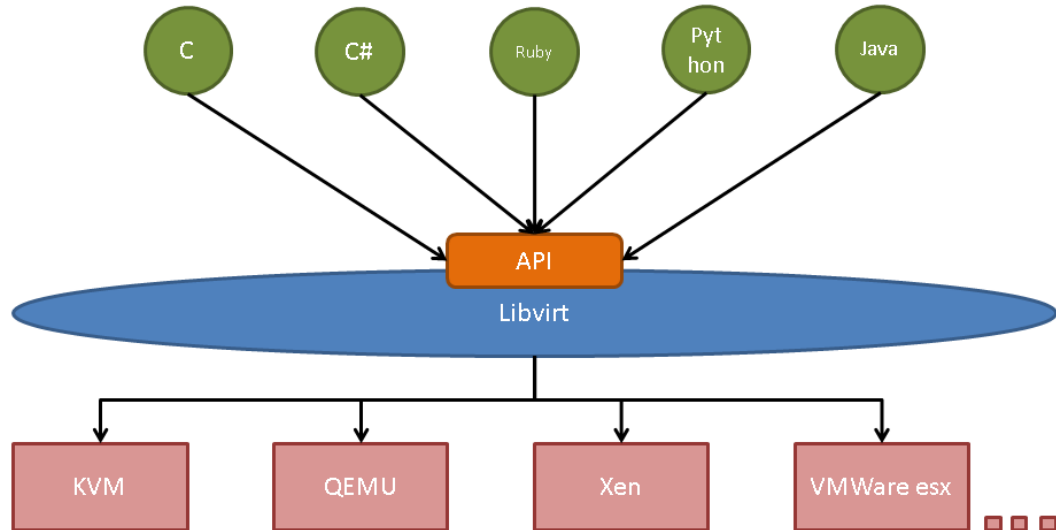 C
C#
Ruby
Pyt
hon
Java
API
Libvirt
KVM
QEMU
Xen
VMWare esx